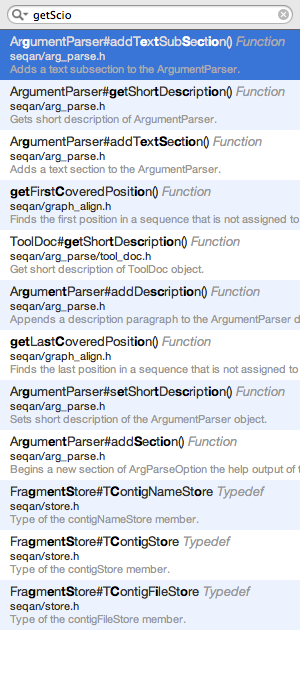 getScio
ArgumentParser#addTextSubSection() Function
seqan/arg_parse.h
Adds a text subsection to the ArgumentParser.
ArgumentParser#getShortDescription() Function
seqan/arg_parse.h
Gets short description of ArgumentParser.
ArgumentParser#addTextSection() Function
seqan/arg_parse.h
Adds a text section to the ArgumentParser.
getFirstCoveredPosition() Function
seqan/graph_align.h
Finds the first position in a sequence that is not assigned to
ToolDoc#getShortDescription() Function
seqan/arg_parse/tool_doc.h
Get short description of ToolDoc object.
ArgumentParser#addDescription() Function
seqan/arg_parse.h
Appends a description paragraph to the ArgumentParser d
getLastCoveredPosition() Function
seqan/graph_align.h
Finds the last position in a sequence that is not assigned to
ArgumentParser#setShortDescription() Function
seqan/arg_parse.h
Sets short description of the ArgumentParser object.
ArgumentParser#addSection() Function
seqan/arg_parse.h
Begins a new section of ArgParseOption the help output of t
FragmentStore#TContigNameStore Typedef
seqan/store.h
Type of the contigNameStore member.
FragmentStore#TContigStore Typedef
seqan/store.h
Type of the contigStore member.
FragmentStore#TContigFileStore Typedef
seqan/store.h
Type of the contigFileStore member.